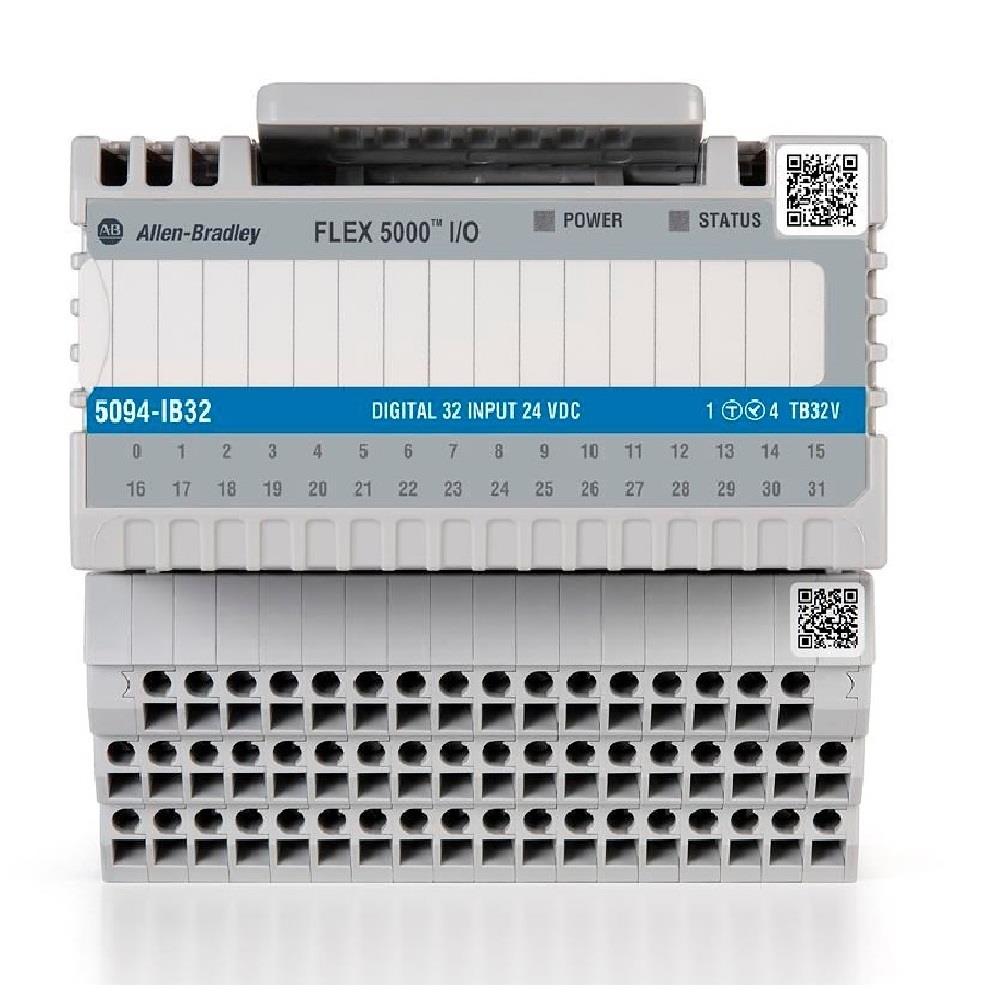 AB Allen-Bradley FLEX 5000™ I/O POWER STATUS
5094-IB32 DIGITAL 32 INPUT 24 VDC 1 4 TB32V
0 1 2 3 4 5 6 7 8 9 10 11 12 13 14 15
16 17 18 19 20 21 22 23 24 25 26 27 28 29 30 31